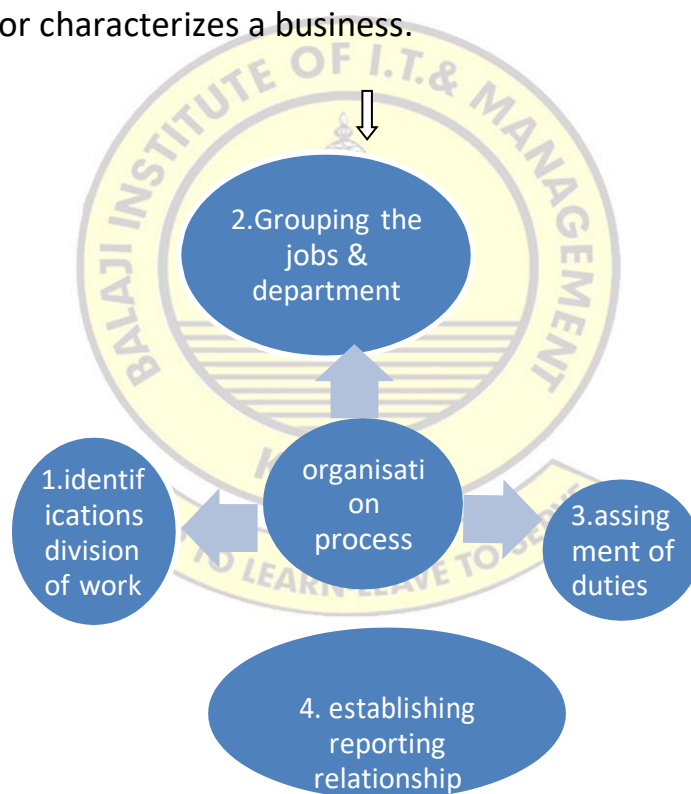 or characterizes a business.
BALAJI INSTITUTE OF I.T.& MANAGEMENT
2.Grouping the
jobs &
department
organisati
on
process
1.identif
ications
division
of work
3.assing
ment of
duties
TO LEARN LEAVE TO SERVE
4. establishing
reporting
relationship